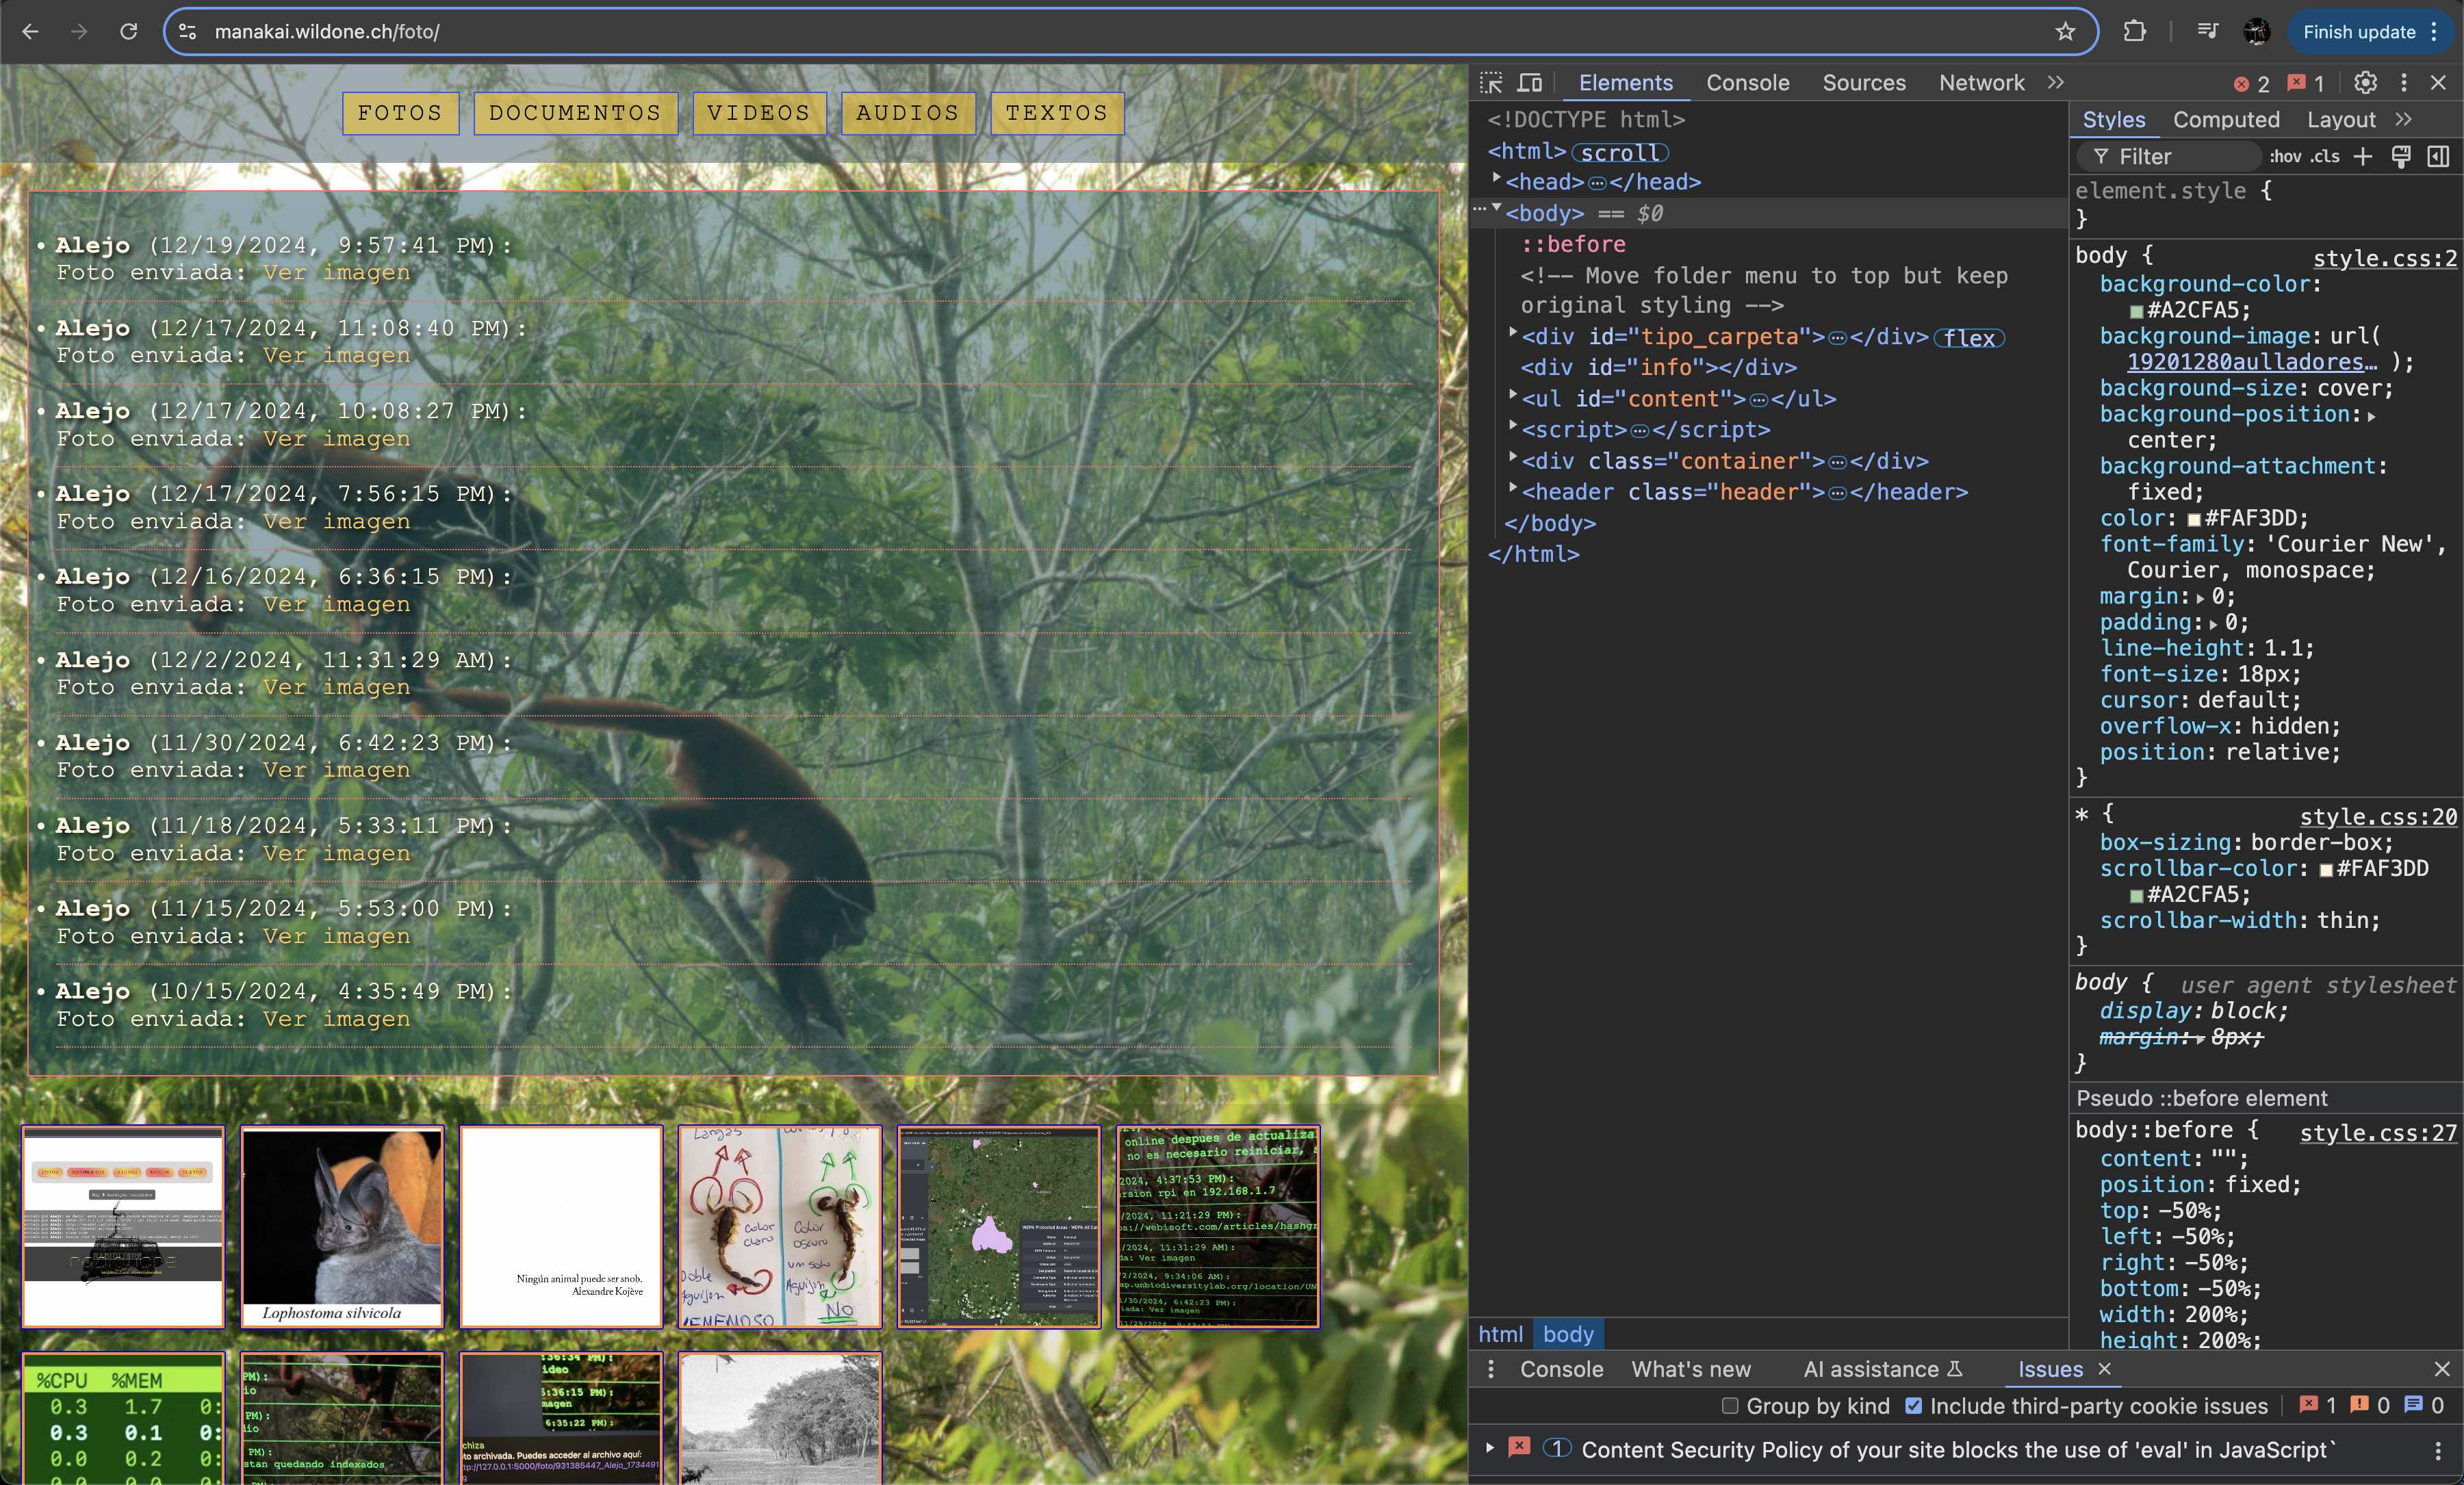 manakai.wildone.ch/foto/
Finish update
FOTOS
DOCUMENTOS
VIDEOS
AUDIOS
TEXTOS
• Alejo (12/19/2024, 9:57:41 PM):
Foto enviada: Ver imagen
• Alejo (12/17/2024, 11:08:40 PM):
Foto enviada: Ver imagen
• Alejo (12/17/2024, 10:08:27 PM):
Foto enviada: Ver imagen
• Alejo (12/17/2024, 7:56:15 PM):
Foto enviada: Ver imagen
• Alejo (12/16/2024, 6:36:15 PM):
Foto enviada: Ver imagen
• Alejo (12/2/2024, 11:31:29 AM):
Foto enviada: Ver imagen
• Alejo (11/30/2024, 6:42:23 PM):
Foto enviada: Ver imagen
• Alejo (11/18/2024, 5:33:11 PM):
Foto enviada: Ver imagen
• Alejo (11/15/2024, 5:53:00 PM):
Foto enviada: Ver imagen
• Alejo (10/15/2024, 4:35:49 PM):
Foto enviada: Ver imagen
Lophostoma silvicola
Ningún animal puede ser snob.
Alexandre Kojève
Largas
Color claro
Color oscuro
un solo
Aguijon
NO
online despues de actualiza
no es necesario reiniciar,
2024, 4:37:53 PM):
rsion rpi en 192.168.1.7
/2024, 11:21:29 PM):
s://webisoft.com/articles/hashgr
/2024, 11:31:29 AM):
da: Ver imagen
2/2024, 9:34:06 AM):
ap.unbiodiversitylab.org/location/UN
/30/2024, 6:42:23 PM):
iada: Ver imagen
%CPU %MEM
0.3 1.7 0:
0.3 0.1 0:
0.0 0.2 0:
PM):
io
PM):
io
PM):
stan quedando indexados
:36:34 PM):
ideo
6:36:15 PM):
magen
6:35:22 PM):
chiza
to archivada. Puedes acceder al archivo aquí:
tp://127.0.0.1:5000/foto/931385447_Alejo_1734491
Elements
Console
Sources
Network
2
1
<!DOCTYPE html>
<html> scroll
<head>…</head>
… <body> == $0
::before
<!-- Move folder menu to top but keep
original styling -->
<div id="tipo_carpeta">…</div> flex
<div id="info"></div>
<ul id="content">…</ul>
<script>…</script>
<div class="container">…</div>
<header class="header">…</header>
</body>
</html>
html body
Styles
Computed
Layout
Filter
:hov .cls
element.style {
}
body { style.css:2
background-color:
#A2CFA5;
background-image: url(
19201280aulladores… );
background-size: cover;
background-position:
center;
background-attachment:
fixed;
color: #FAF3DD;
font-family: 'Courier New',
Courier, monospace;
margin: 0;
padding: 0;
line-height: 1.1;
font-size: 18px;
cursor: default;
overflow-x: hidden;
position: relative;
}
* { style.css:20
box-sizing: border-box;
scrollbar-color: #FAF3DD
#A2CFA5;
scrollbar-width: thin;
}
body { user agent stylesheet
display: block;
margin: 8px;
}
Pseudo ::before element
body::before { style.css:27
content: "";
position: fixed;
top: -50%;
left: -50%;
right: -50%;
bottom: -50%;
width: 200%;
height: 200%;
Console
What's new
AI assistance
Issues
Group by kind
Include third-party cookie issues
1
0
0
1 Content Security Policy of your site blocks the use of 'eval' in JavaScript`